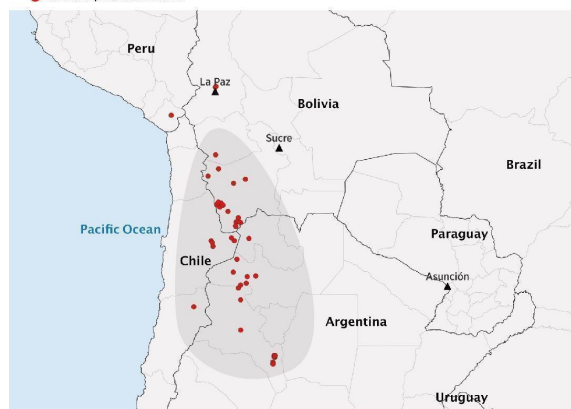 Peru
La Paz
Bolivia
Sucre
Brazil
Pacific Ocean
Paraguay
Chile
Asunción
Argentina
Uruguay